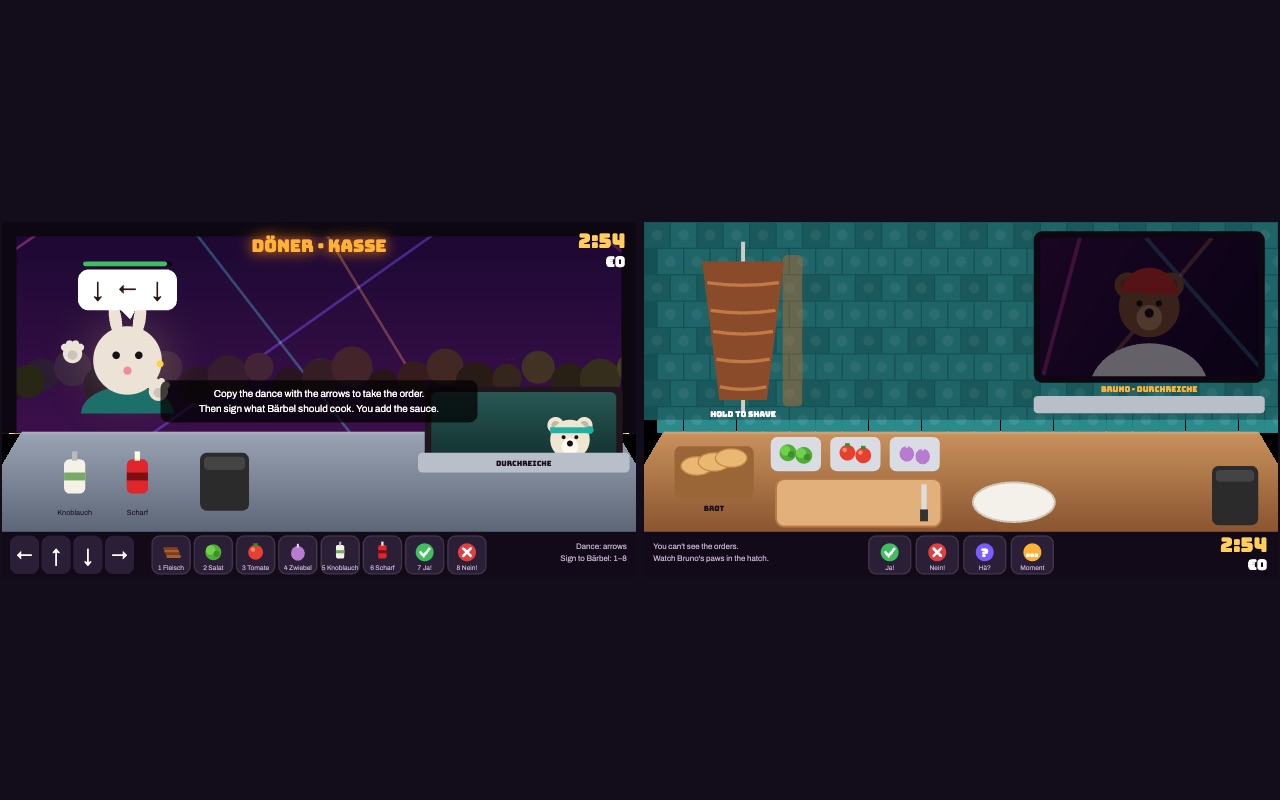 DÖNER · KASSE
2:54
€0
↓ ← ↓
Copy the dance with the arrows to take the order.
Then sign what Bärbel should cook. You add the sauce.
DURCHREICHE
Knoblauch
Scharf
← ↑ ↓ →
1 Fleisch
2 Salat
3 Tomate
4 Zwiebel
5 Knoblauch
6 Scharf
7 Ja!
8 Nein!
Dance: arrows
Sign to Bärbel: 1–8
HOLD TO SHAVE
BRUNO · DURCHREICHE
BROT
You can't see the orders.
Watch Bruno's paws in the hatch.
Ja!
Nein!
?
Hä?
Moment
2:54
€0